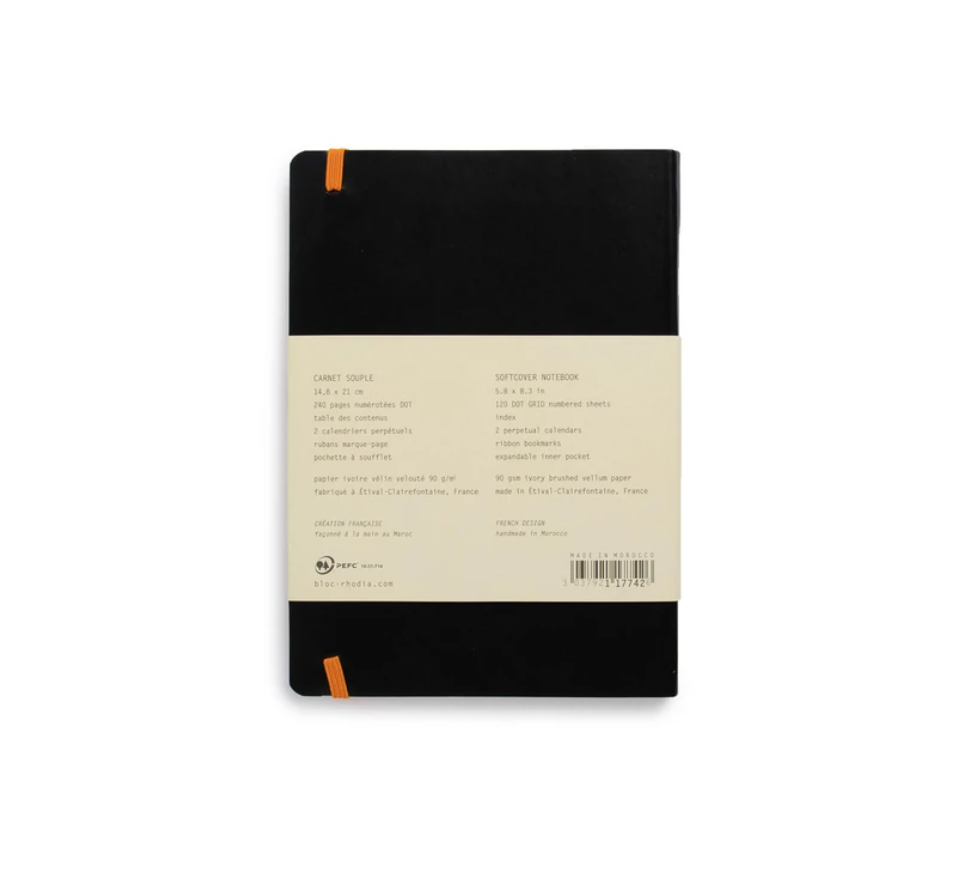 CARNET SOUPLE
14,8 x 21 cm
240 pages numérotées DOT
table des contenus
2 calendriers perpétuels
rubans marque-page
pochette à soufflet
papier ivoire vélin velouté 90 g/m²
fabriqué à Étival-Clairefontaine, France
CRÉATION FRANÇAISE
façonné à la main au Maroc
PEFC
bloc-rhodia.com
SOFTCOVER NOTEBOOK
5.8 x 8.3 in
120 DOT GRID numbered sheets
index
2 perpetual calendars
ribbon bookmarks
expandable inner pocket
90 gsm ivory brushed vellum paper
made in Étival-Clairefontaine, France
FRENCH DESIGN
handmade in Morocco
MADE IN MOROCCO
3 037921 177426